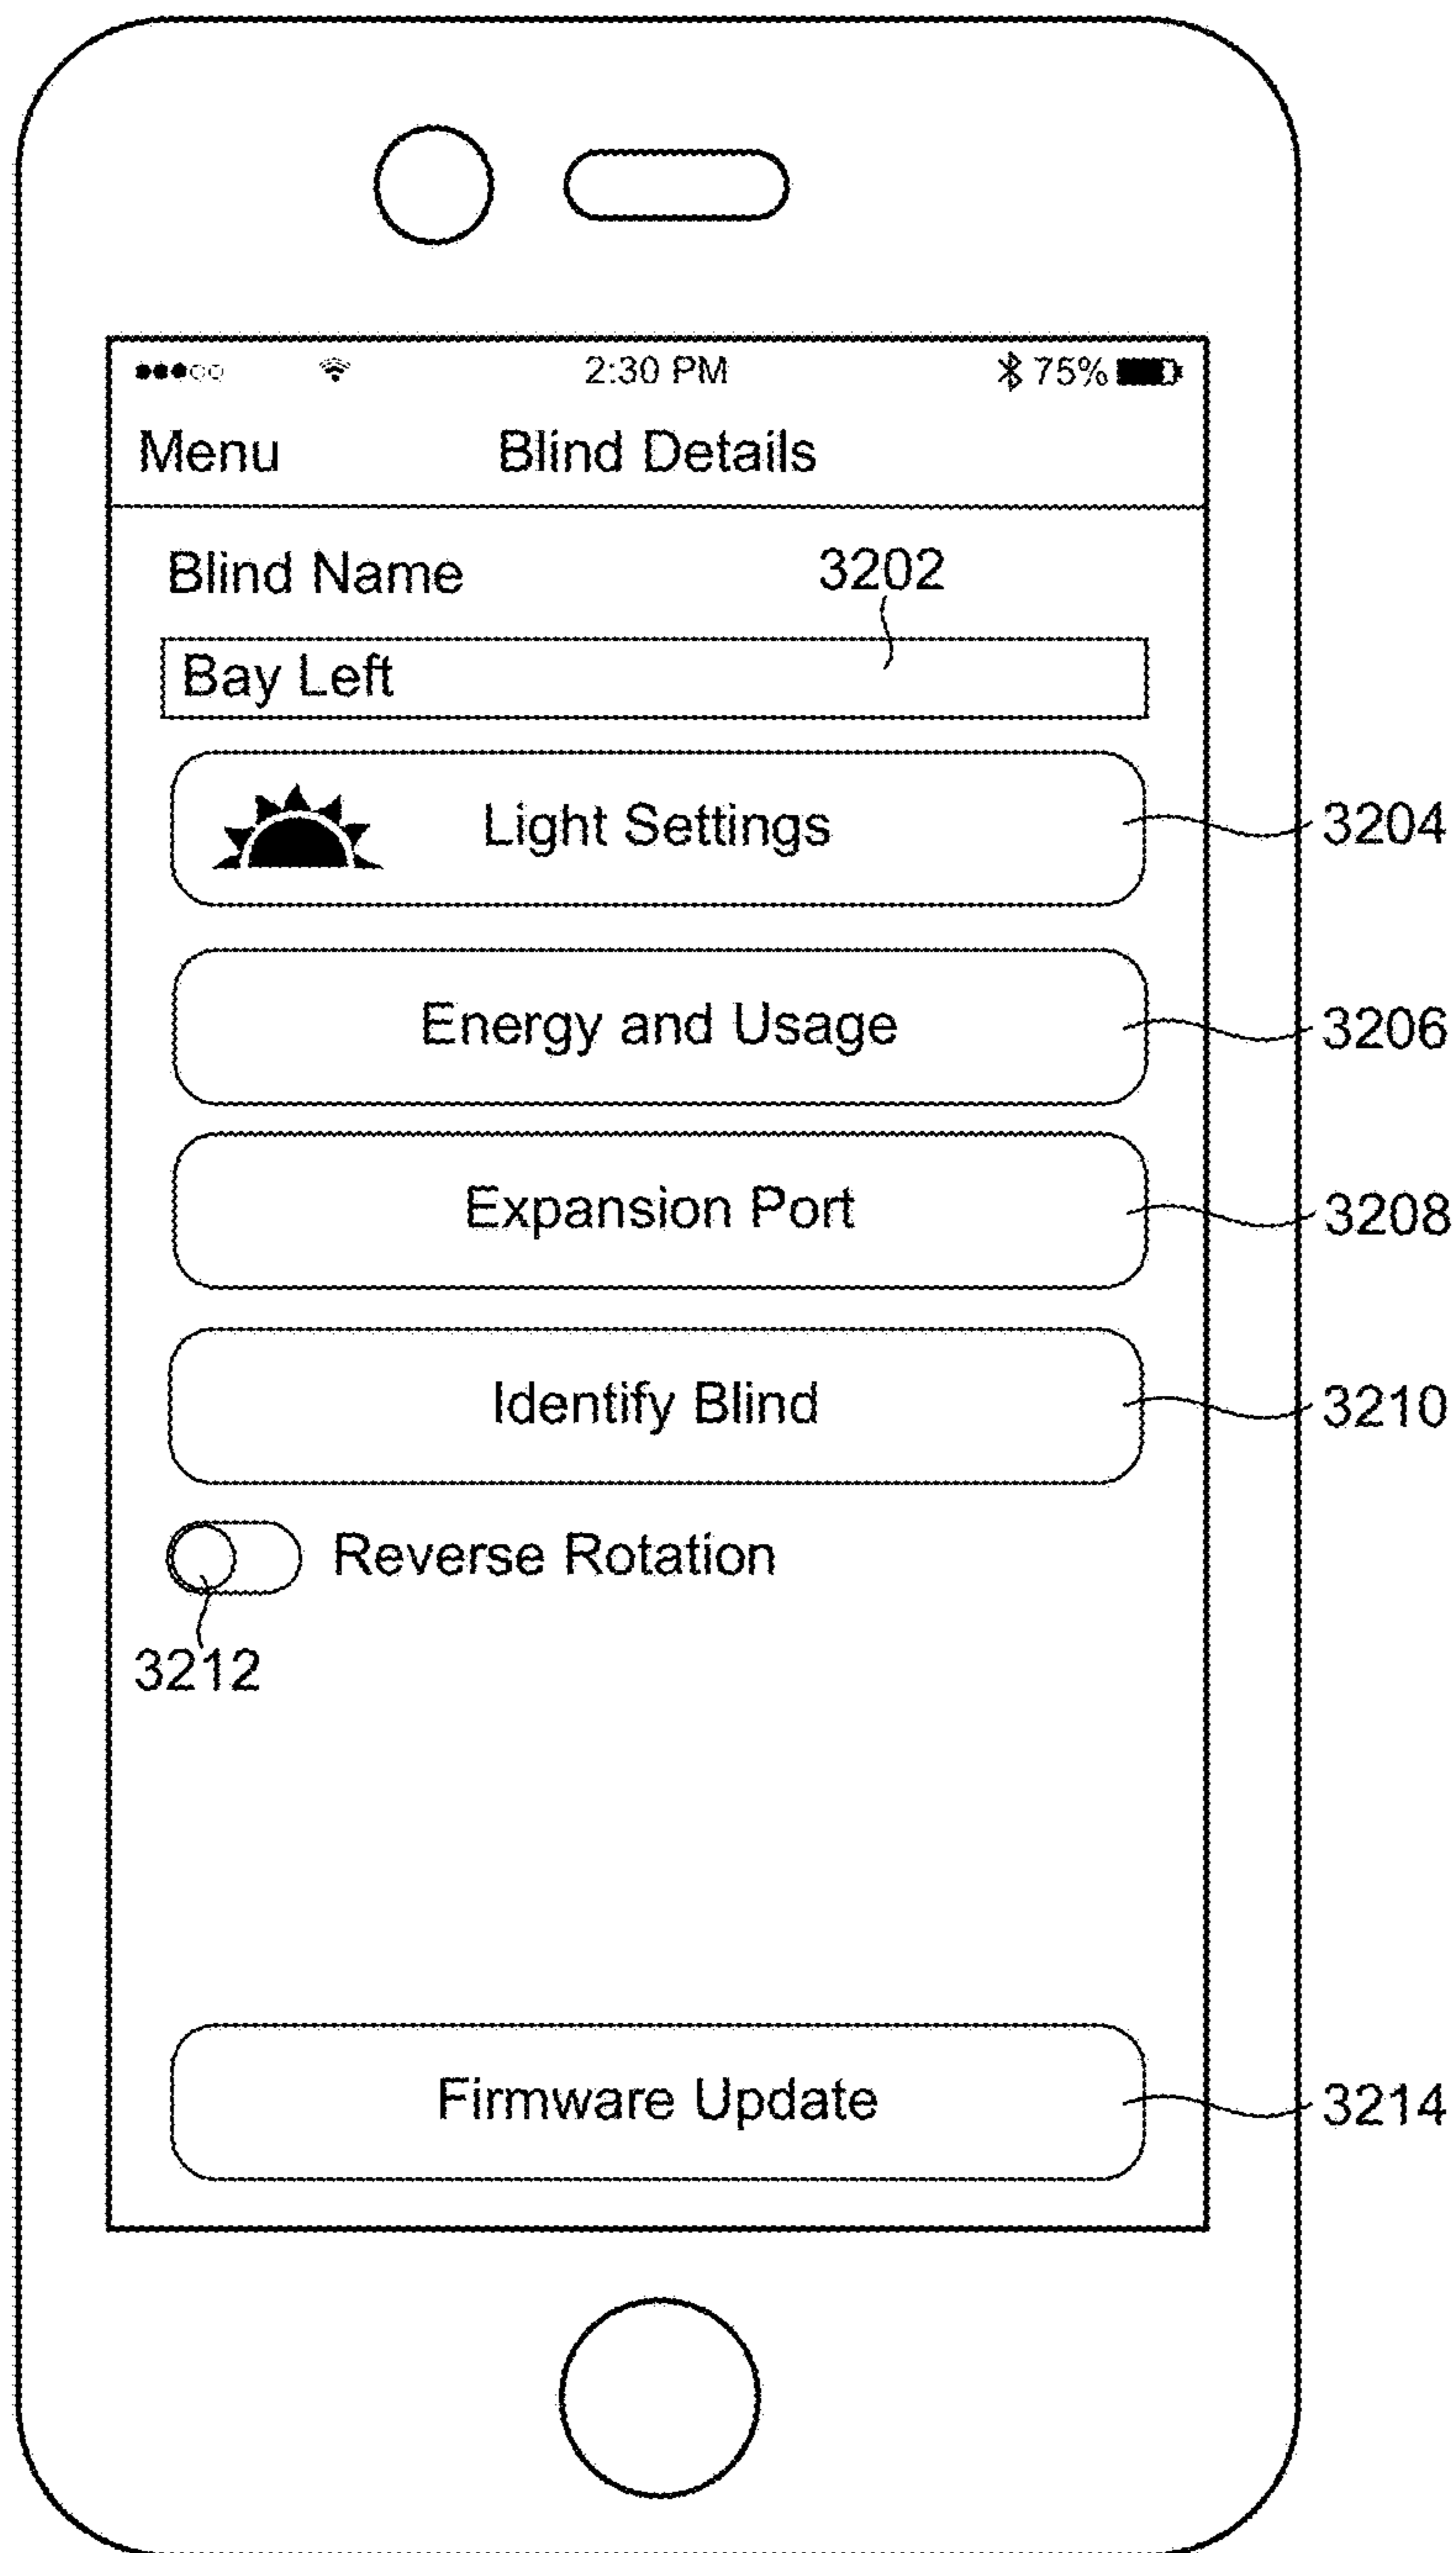 2:30 PM 75%
Menu Blind Details
Blind Name 3202
Bay Left
Light Settings 3204
Energy and Usage 3206
Expansion Port 3208
Identify Blind 3210
Reverse Rotation
3212
Firmware Update 3214